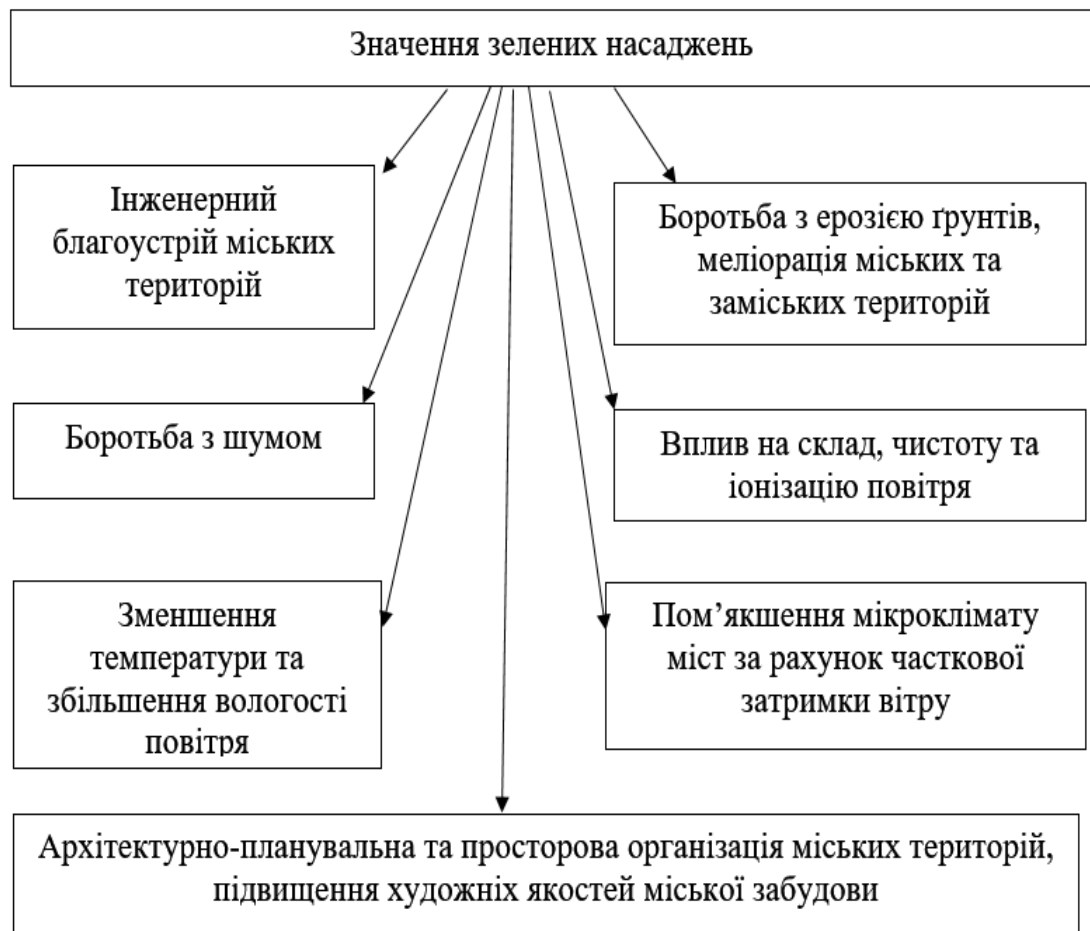 Значення зелених насаджень
Інженерний
благоустрій міських
територій
Боротьба з ерозією ґрунтів,
меліорація міських та
заміських територій
Боротьба з шумом
Вплив на склад, чистоту та
іонізацію повітря
Зменшення
температури та
збільшення вологості
повітря
Пом’якшення мікроклімату
міст за рахунок часткової
затримки вітру
Архітектурно-планувальна та просторова організація міських територій,
підвищення художніх якостей міської забудови